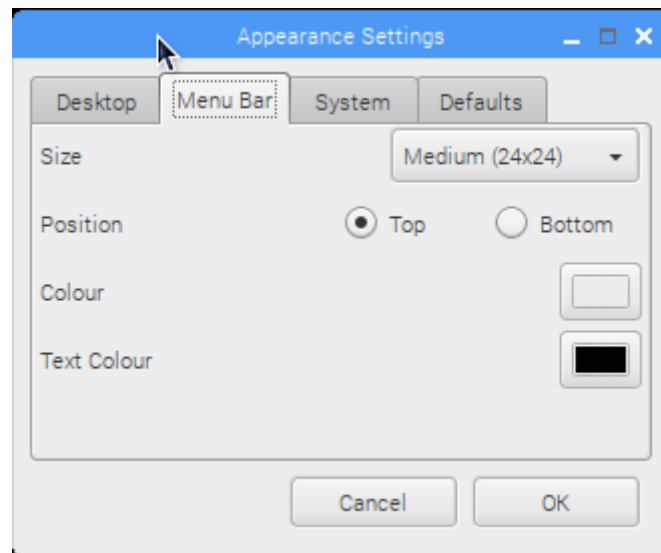 Appearance Settings
Desktop Menu Bar System Defaults
Size Medium (24x24)
Position Top Bottom
Colour
Text Colour
Cancel OK